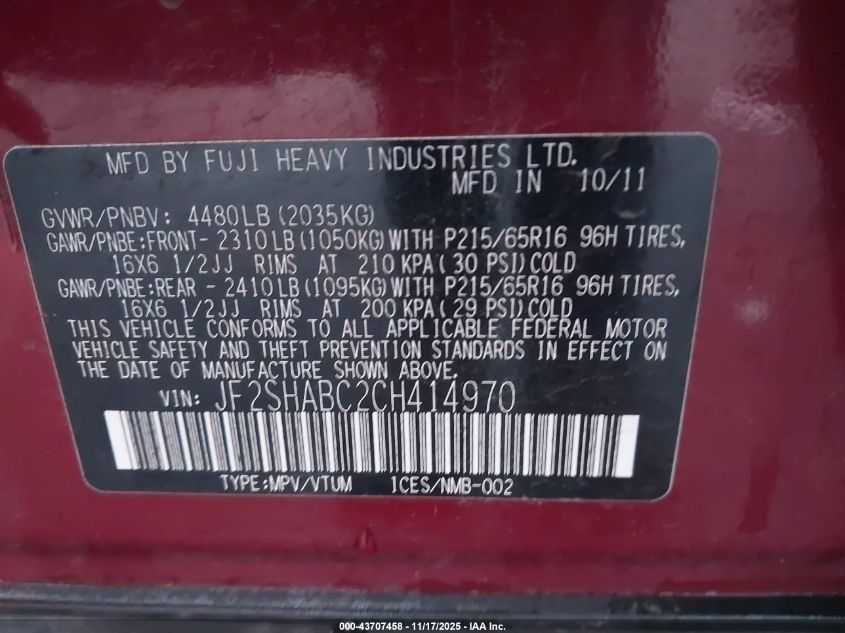 MFD BY FUJI HEAVY INDUSTRIES LTD.
MFD IN 10/11
GVWR/PNBV: 4480LB (2035KG)
GAWR/PNBE:FRONT- 2310LB (1050KG) WITH P215/65R16 96H TIRES,
16X6 1/2JJ RIMS AT 210 KPA (30 PSI) COLD
GAWR/PNBE:REAR - 2410LB (1095KG) WITH P215/65R16 96H TIRES,
16X6 1/2JJ RIMS AT 200 KPA (29 PSI) COLD
THIS VEHICLE CONFORMS TO ALL APPLICABLE FEDERAL MOTOR
VEHICLE SAFETY AND THEFT PREVENTION STANDARDS IN EFFECT ON
THE DATE OF MANUFACTURE SHOWN ABOVE.
VIN: JF2SHABC2CH414970
TYPE:MPV/VTUM 1CES/NMB-002
000-43707458 - 11/17/2025 - IAA Inc.